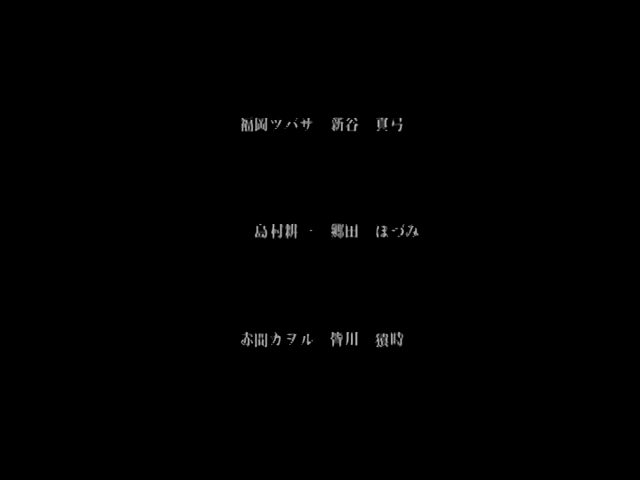 福岡ツバサ 新谷 真弓
島村耕一 郷田 ほづみ
赤間カヲル 皆川 猿時